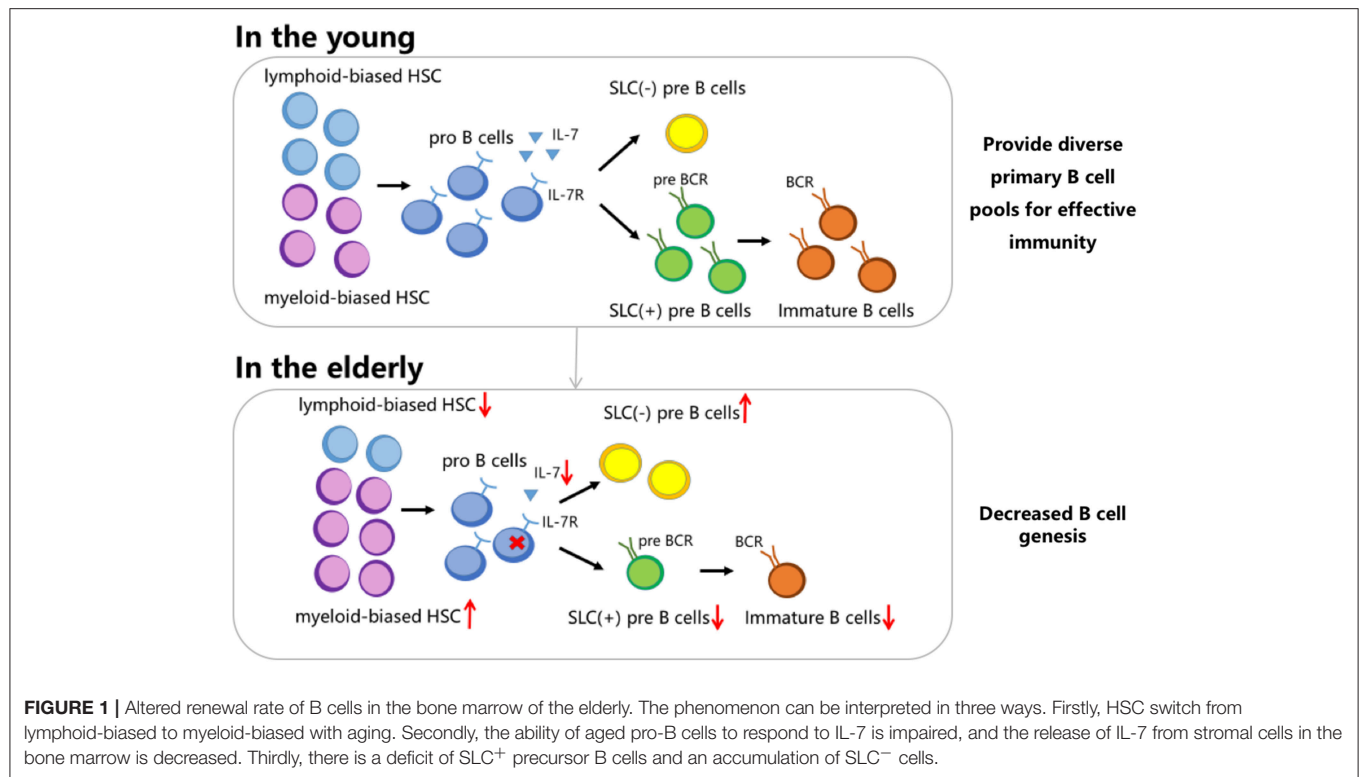 In the young
lymphoid-biased HSC
SLC(-) pre B cells
pro B cells
IL-7
IL-7R
pre BCR
BCR
myeloid-biased HSC
SLC(+) pre B cells
Immature B cells
Provide diverse
primary B cell
pools for effective
immunity
In the elderly
lymphoid-biased HSC
SLC(-) pre B cells
pro B cells
IL-7
IL-7R
pre BCR
BCR
myeloid-biased HSC
SLC(+) pre B cells
Immature B cells
Decreased B cell
genesis
FIGURE 1 | Altered renewal rate of B cells in the bone marrow of the elderly. The phenomenon can be interpreted in three ways. Firstly, HSC switch from
lymphoid-biased to myeloid-biased with aging. Secondly, the ability of aged pro-B cells to respond to IL-7 is impaired, and the release of IL-7 from stromal cells in the
bone marrow is decreased. Thirdly, there is a deficit of SLC⁺ precursor B cells and an accumulation of SLC⁻ cells.